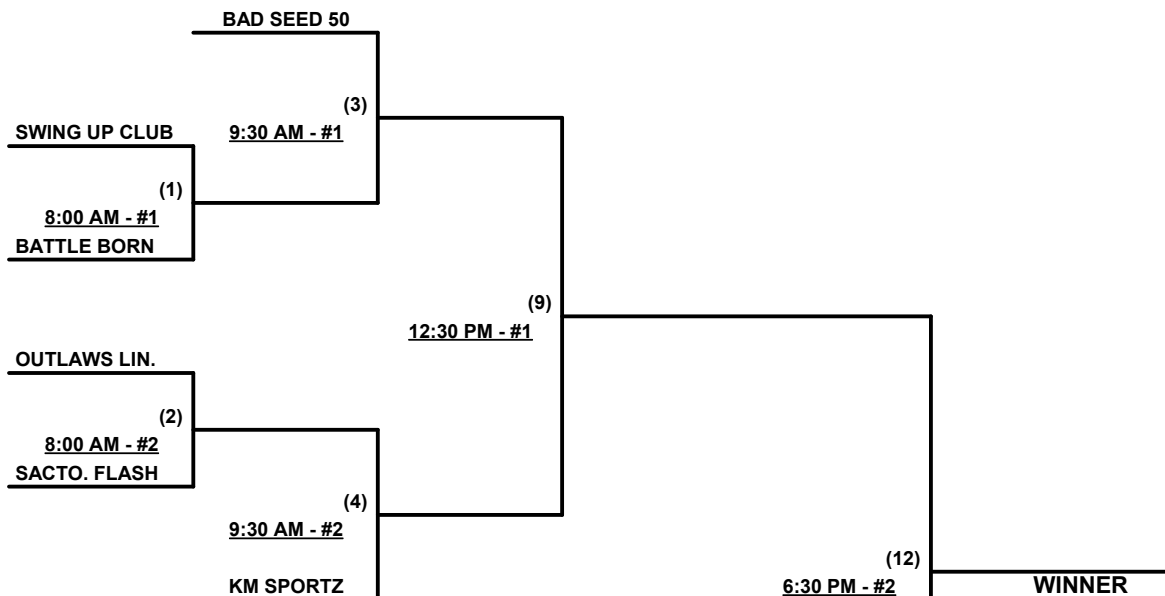 BAD SEED 50
(3)
9:30 AM - #1
SWING UP CLUB
(1)
8:00 AM - #1
BATTLE BORN
(9)
12:30 PM - #1
OUTLAWS LIN.
(2)
8:00 AM - #2
SACTO. FLASH
(4)
9:30 AM - #2
KM SPORTZ
(12)
6:30 PM - #2
WINNER